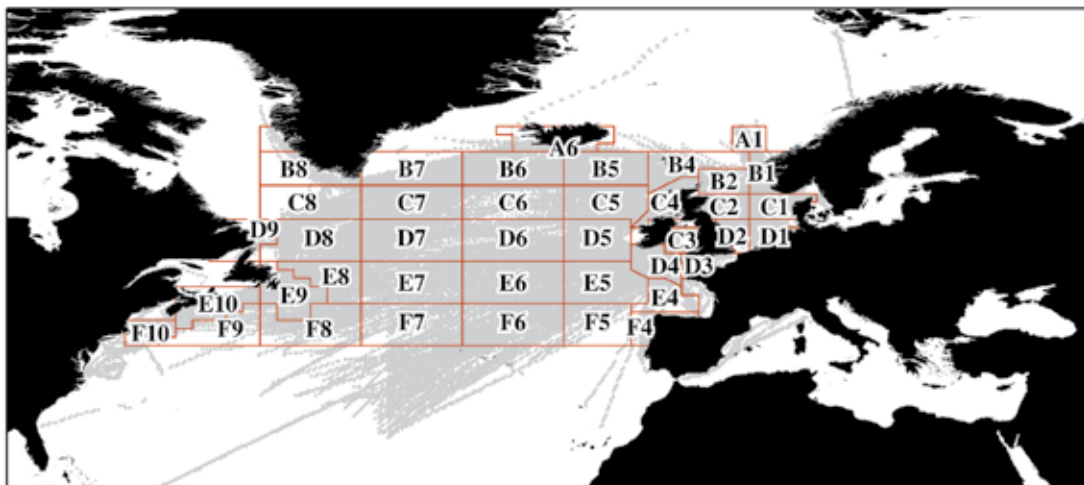 A1
A6
B8 B7 B6 B5 B4 B2 B1
C8 C7 C6 C5 C4 C2 C1
D9 D8 D7 D6 D5 C3 D2 D1
E8 D4 D3
E10 E9 E7 E6 E5 E4
F10 F9 F8 F7 F6 F5 F4